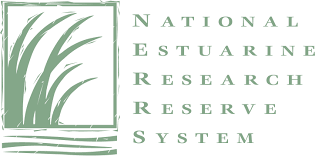 NATIONAL
ESTUARINE
RESEARCH
RESERVE
SYSTEM